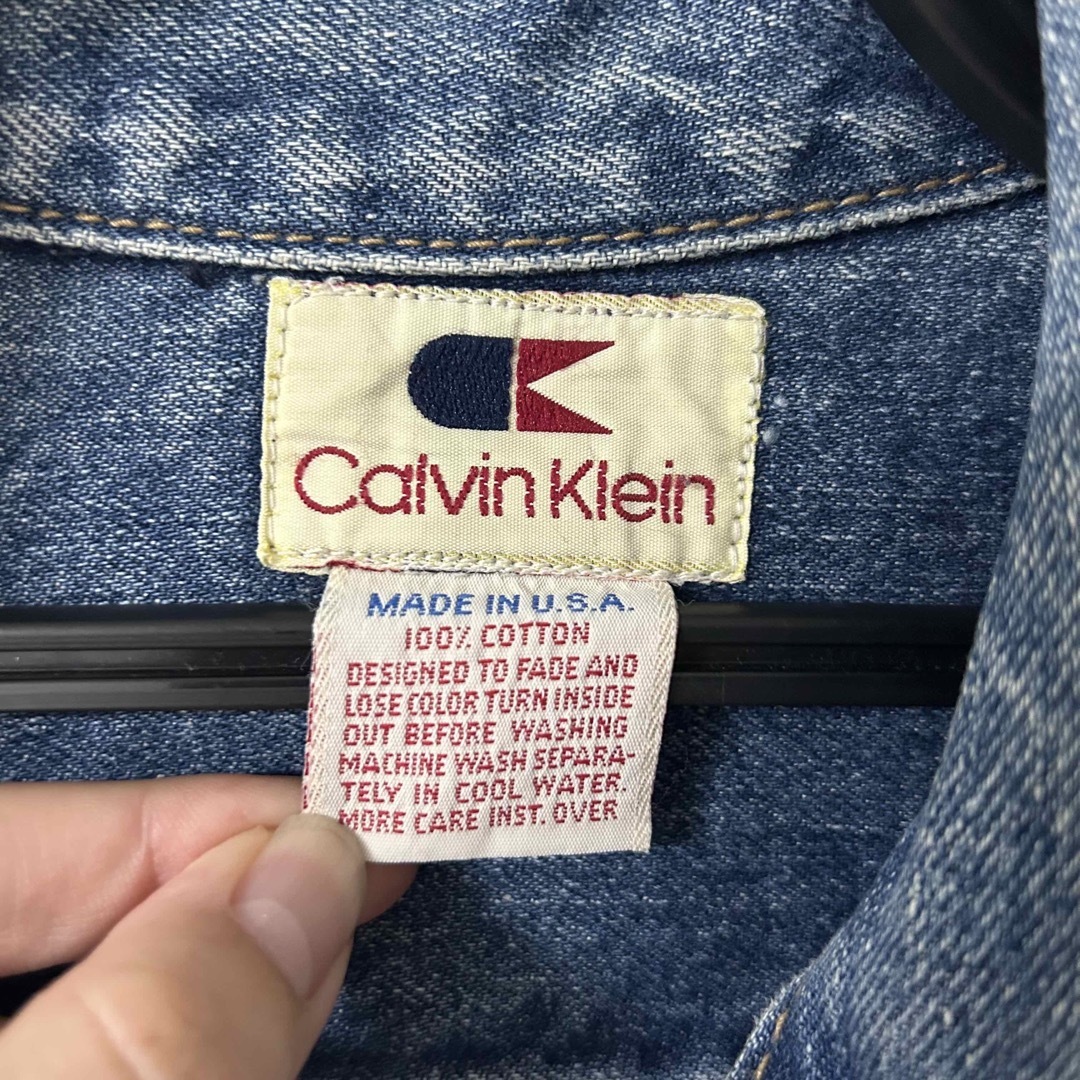 Calvin Klein
MADE IN U.S.A.
100% COTTON
DESIGNED TO FADE AND
LOSE COLOR TURN INSIDE
OUT BEFORE WASHING
MACHINE WASH SEPARA-
TELY IN COOL WATER.
MORE CARE INST. OVER